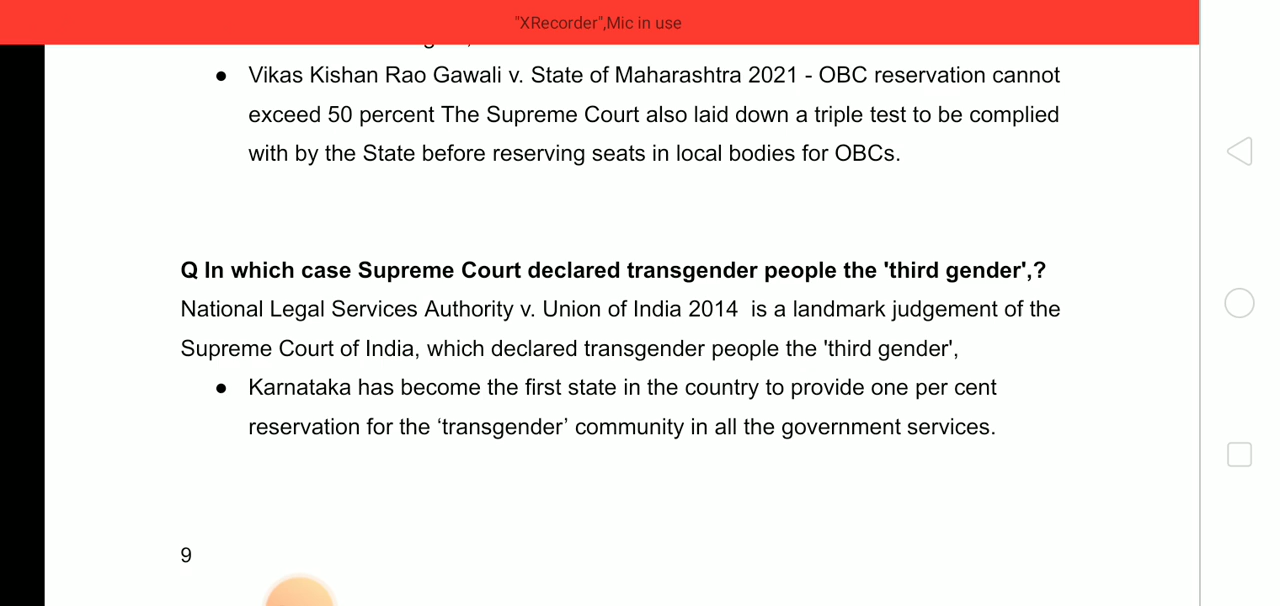 "XRecorder",Mic in use
● Vikas Kishan Rao Gawali v. State of Maharashtra 2021 - OBC reservation cannot
exceed 50 percent The Supreme Court also laid down a triple test to be complied
with by the State before reserving seats in local bodies for OBCs.
Q In which case Supreme Court declared transgender people the 'third gender',?
National Legal Services Authority v. Union of India 2014  is a landmark judgement of the
Supreme Court of India, which declared transgender people the 'third gender',
● Karnataka has become the first state in the country to provide one per cent
reservation for the ‘transgender’ community in all the government services.
9